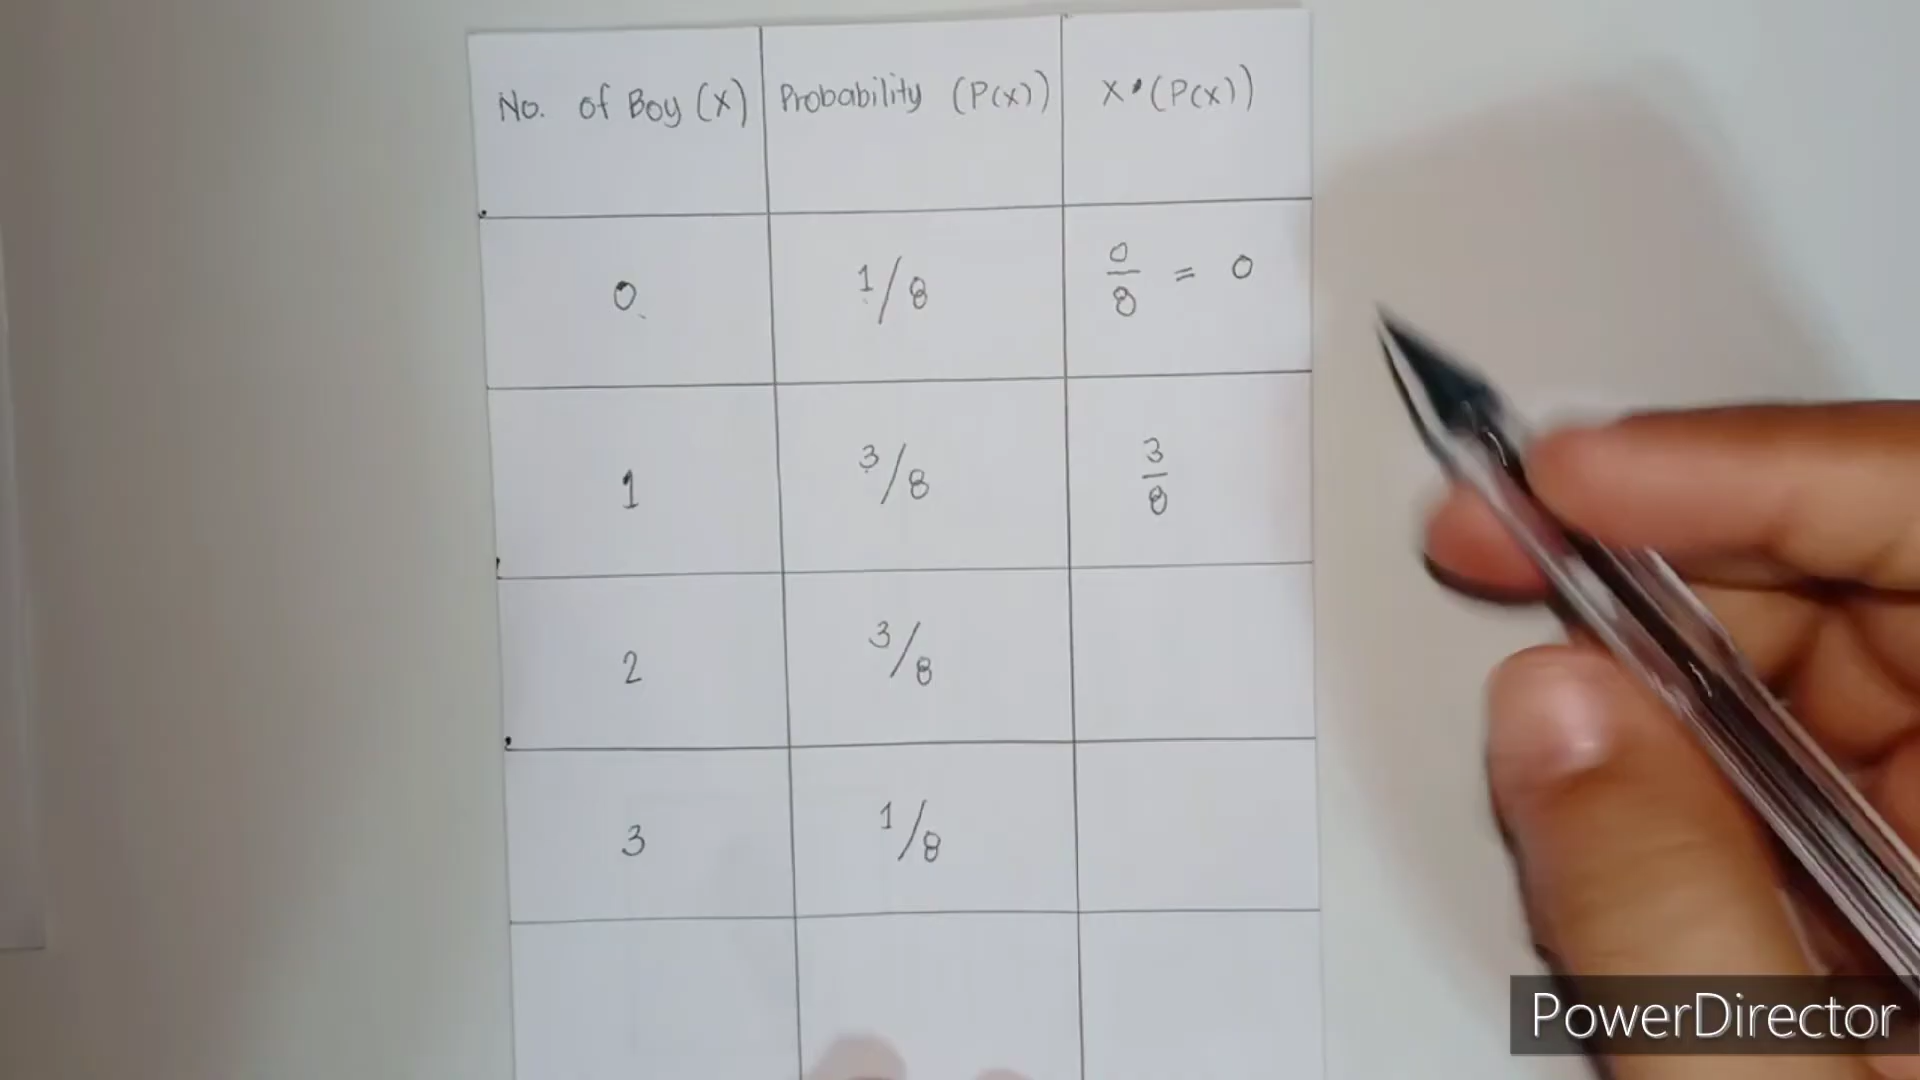 No. of Boy (X) Probability (P(X)) X•(P(X))
0 1/8 0/8 = 0
1 3/8 3/8
2 3/8
3 1/8
PowerDirector